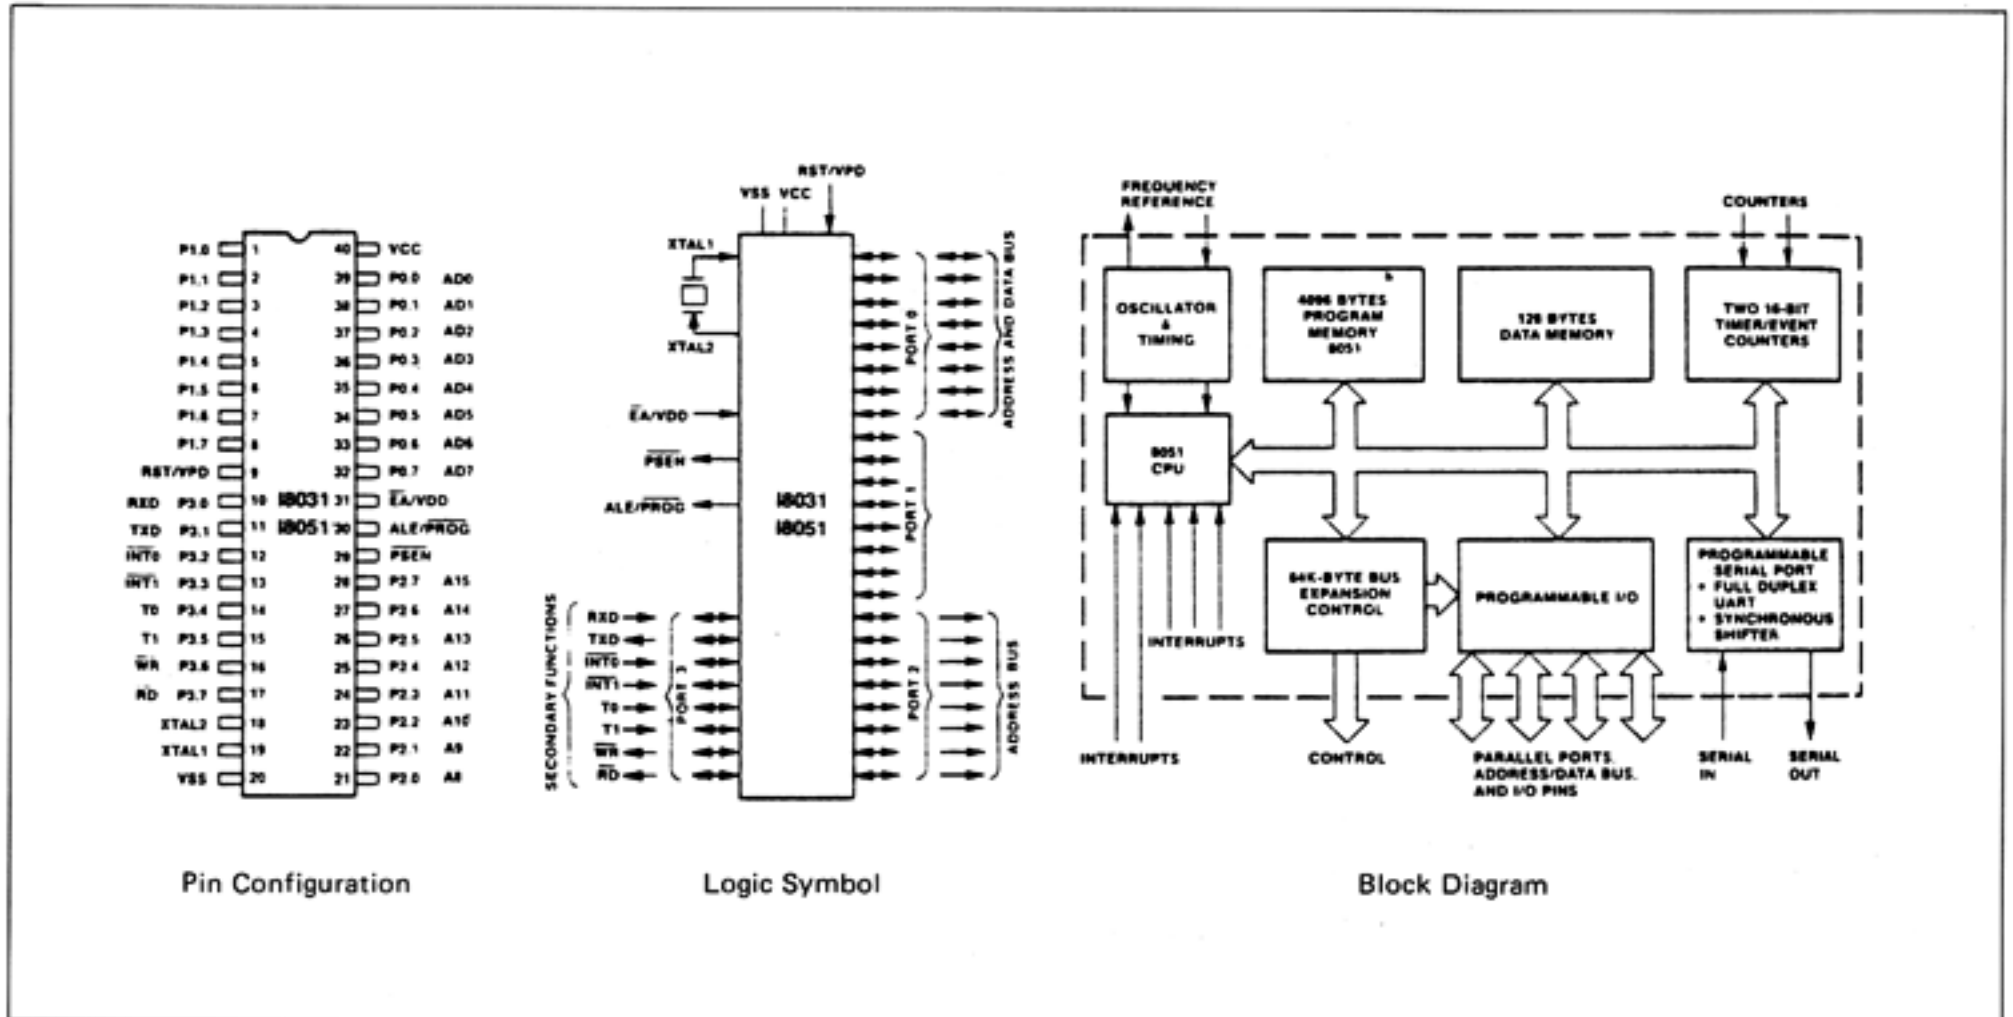 P1.0 1 40 VCC
P1.1 2 39 P0.0 AD0
P1.2 3 38 P0.1 AD1
P1.3 4 37 P0.2 AD2
P1.4 5 36 P0.3 AD3
P1.5 6 35 P0.4 AD4
P1.6 7 34 P0.5 AD5
P1.7 8 33 P0.6 AD6
RST/VPD 9 32 P0.7 AD7
RXD P3.0 10 I8031 31 EA/VDD
TXD P3.1 11 I8051 30 ALE/PROG
INT0 P3.2 12 29 PSEN
INT1 P3.3 13 28 P2.7 A15
T0 P3.4 14 27 P2.6 A14
T1 P3.5 15 26 P2.5 A13
WR P3.6 16 25 P2.4 A12
RD P3.7 17 24 P2.3 A11
XTAL2 18 23 P2.2 A10
XTAL1 19 22 P2.1 A9
VSS 20 21 P2.0 A8
Pin Configuration
RST/VPD
VSS VCC
XTAL1
XTAL2
EA/VDD
PSEN
ALE/PROG
I8031
I8051
PORT 0
ADDRESS AND DATA BUS
PORT 1
SECONDARY FUNCTIONS
RXD
TXD
INT0
INT1
T0
T1
WR
RD
PORT 3
PORT 2
ADDRESS BUS
Logic Symbol
FREQUENCY
REFERENCE
COUNTERS
OSCILLATOR
&
TIMING
4096 BYTES
PROGRAM
MEMORY
8051
128 BYTES
DATA MEMORY
TWO 16-BIT
TIMER/EVENT
COUNTERS
8051
CPU
64K-BYTE BUS
EXPANSION
CONTROL
PROGRAMMABLE I/O
PROGRAMMABLE
SERIAL PORT
+ FULL DUPLEX
UART
+ SYNCHRONOUS
SHIFTER
INTERRUPTS
INTERRUPTS
CONTROL
PARALLEL PORTS,
ADDRESS/DATA BUS,
AND I/O PINS
SERIAL
IN
SERIAL
OUT
Block Diagram